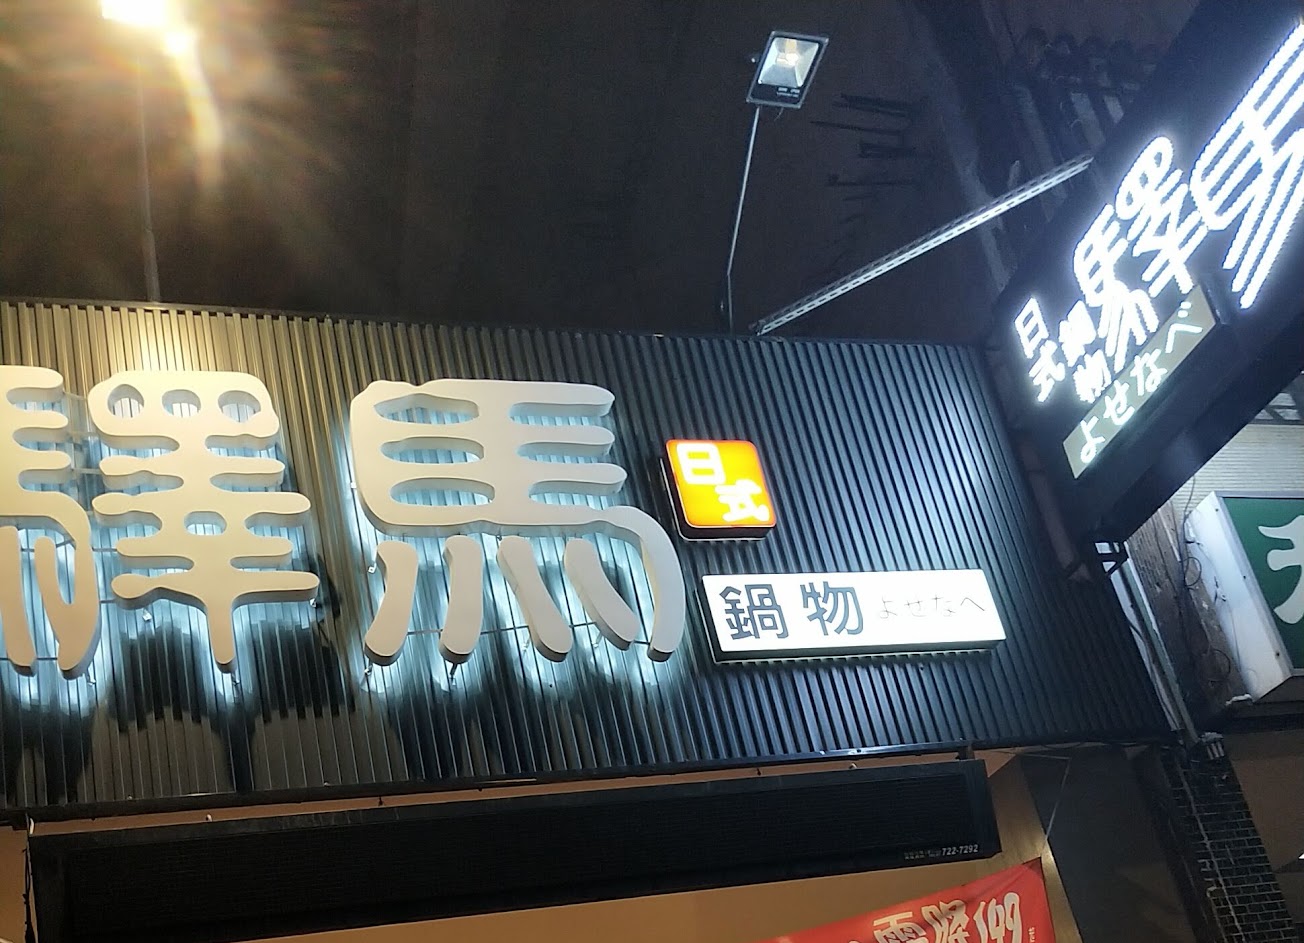 驛馬
日式
鍋物 よせなべ
驛馬
日式
鍋物
よせなべ
722-7292